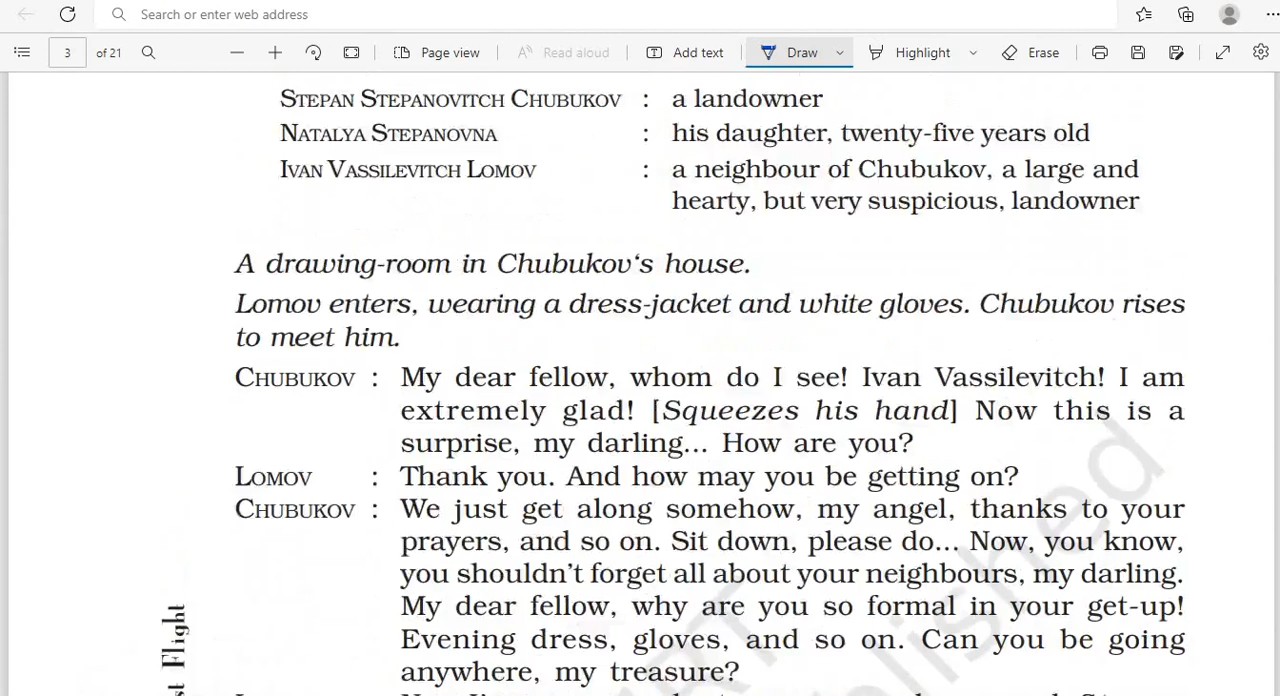 Search or enter web address
3 of 21 Page view Read aloud Add text Draw Highlight Erase
STEPAN STEPANOVITCH CHUBUKOV : a landowner
NATALYA STEPANOVNA : his daughter, twenty-five years old
IVAN VASSILEVITCH LOMOV : a neighbour of Chubukov, a large and
hearty, but very suspicious, landowner
A drawing-room in Chubukov‘s house.
Lomov enters, wearing a dress-jacket and white gloves. Chubukov rises
to meet him.
CHUBUKOV : My dear fellow, whom do I see! Ivan Vassilevitch! I am
extremely glad! [Squeezes his hand] Now this is a
surprise, my darling... How are you?
LOMOV : Thank you. And how may you be getting on?
CHUBUKOV : We just get along somehow, my angel, thanks to your
prayers, and so on. Sit down, please do... Now, you know,
you shouldn’t forget all about your neighbours, my darling.
My dear fellow, why are you so formal in your get-up!
Evening dress, gloves, and so on. Can you be going
anywhere, my treasure?
Flight